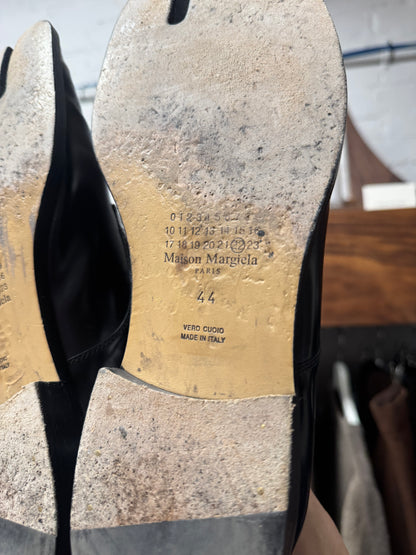 0 1 2 3 4 5 6 7 8
10 11 12 13 14 15 16
17 18 19 20 21 22 23
Maison Margiela
PARIS
44
VERO CUOIO
MADE IN ITALY